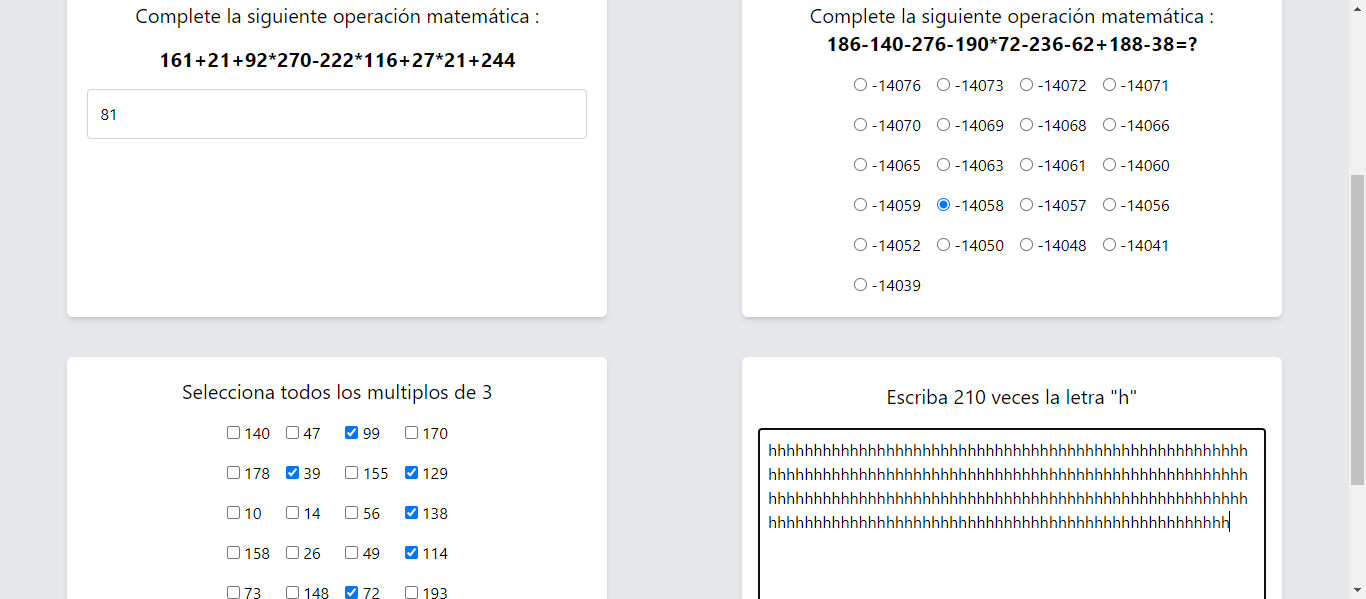 Complete la siguiente operación matemática :
161+21+92*270-222*116+27*21+244
81
Complete la siguiente operación matemática :
186-140-276-190*72-236-62+188-38=?
-14076 -14073 -14072 -14071
-14070 -14069 -14068 -14066
-14065 -14063 -14061 -14060
-14059 -14058 -14057 -14056
-14052 -14050 -14048 -14041
-14039
Selecciona todos los multiplos de 3
140 47 99 170
178 39 155 129
10 14 56 138
158 26 49 114
73 148 72 193
Escriba 210 veces la letra "h"
hhhhhhhhhhhhhhhhhhhhhhhhhhhhhhhhhhhhhhhhhhhhhhhhhhhhh
hhhhhhhhhhhhhhhhhhhhhhhhhhhhhhhhhhhhhhhhhhhhhhhhhhhhh
hhhhhhhhhhhhhhhhhhhhhhhhhhhhhhhhhhhhhhhhhhhhhhhhhhhhh
hhhhhhhhhhhhhhhhhhhhhhhhhhhhhhhhhhhhhhhhhhhhhhhhhhh